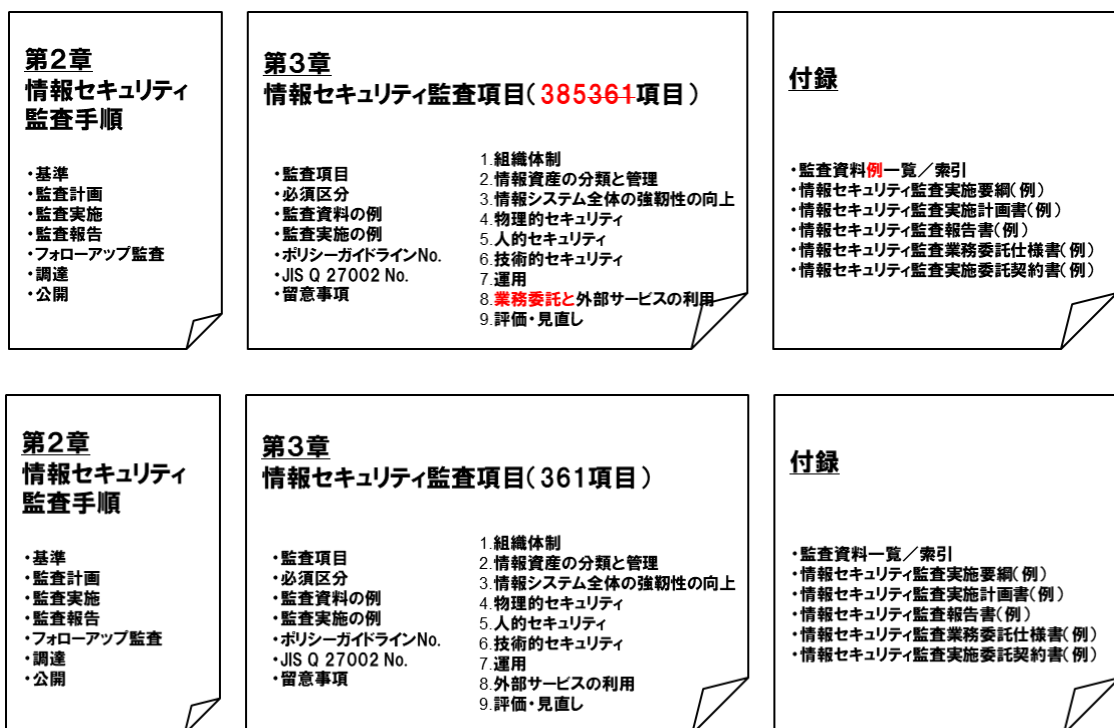 第2章
情報セキュリティ
監査手順
・基準
・監査計画
・監査実施
・監査報告
・フォローアップ監査
・調達
・公開
第3章
情報セキュリティ監査項目(385361項目)
・監査項目
・必須区分
・監査資料の例
・監査実施の例
・ポリシーガイドラインNo.
・JIS Q 27002 No.
・留意事項
1.組織体制
2.情報資産の分類と管理
3.情報システム全体の強靭性の向上
4.物理的セキュリティ
5.人的セキュリティ
6.技術的セキュリティ
7.運用
8.業務委託と外部サービスの利用
9.評価・見直し
付録
・監査資料例一覧/索引
・情報セキュリティ監査実施要綱(例)
・情報セキュリティ監査実施計画書(例)
・情報セキュリティ監査報告書(例)
・情報セキュリティ監査業務委託仕様書(例)
・情報セキュリティ監査実施委託契約書(例)
第2章
情報セキュリティ
監査手順
・基準
・監査計画
・監査実施
・監査報告
・フォローアップ監査
・調達
・公開
第3章
情報セキュリティ監査項目(361項目)
・監査項目
・必須区分
・監査資料の例
・監査実施の例
・ポリシーガイドラインNo.
・JIS Q 27002 No.
・留意事項
1.組織体制
2.情報資産の分類と管理
3.情報システム全体の強靭性の向上
4.物理的セキュリティ
5.人的セキュリティ
6.技術的セキュリティ
7.運用
8.外部サービスの利用
9.評価・見直し
付録
・監査資料一覧/索引
・情報セキュリティ監査実施要綱(例)
・情報セキュリティ監査実施計画書(例)
・情報セキュリティ監査報告書(例)
・情報セキュリティ監査業務委託仕様書(例)
・情報セキュリティ監査実施委託契約書(例)